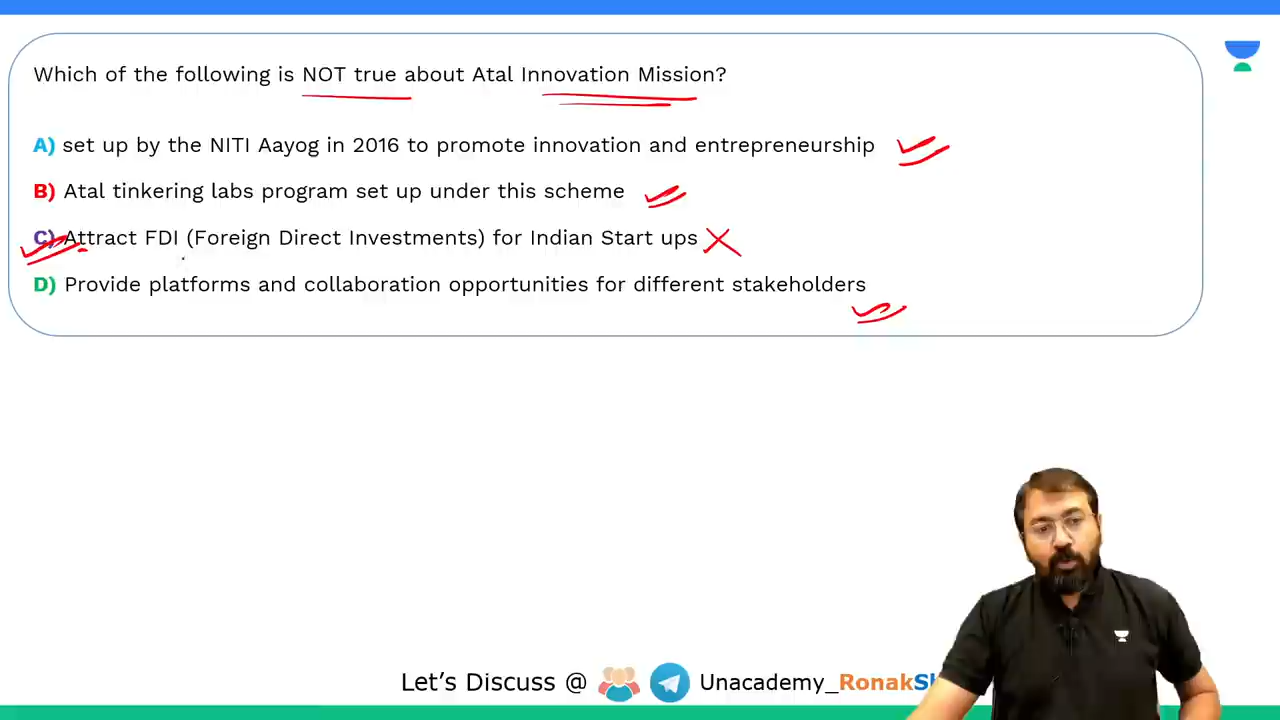 Which of the following is NOT true about Atal Innovation Mission?
A) set up by the NITI Aayog in 2016 to promote innovation and entrepreneurship
B) Atal tinkering labs program set up under this scheme
C) Attract FDI (Foreign Direct Investments) for Indian Start ups
D) Provide platforms and collaboration opportunities for different stakeholders
Let’s Discuss @ Unacademy_RonakSh